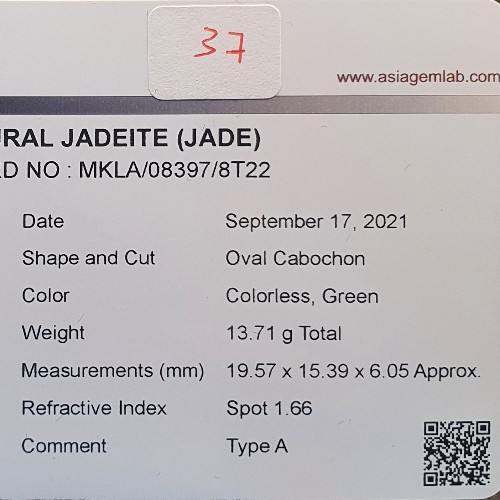 37
www.asiagemlab.com
URAL JADEITE (JADE)
D NO : MKLA/08397/8T22
Date September 17, 2021
Shape and Cut Oval Cabochon
Color Colorless, Green
Weight 13.71 g Total
Measurements (mm) 19.57 x 15.39 x 6.05 Approx.
Refractive Index Spot 1.66
Comment Type A